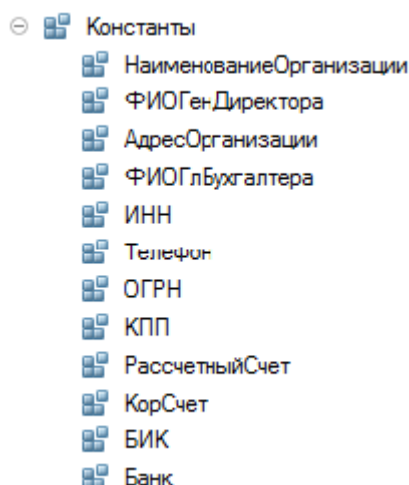 Константы
НаименованиеОрганизации
ФИОГенДиректора
АдресОрганизации
ФИОГлБухгалтера
ИНН
Телефон
ОГРН
КПП
РассчетныйСчет
КорСчет
БИК
Банк